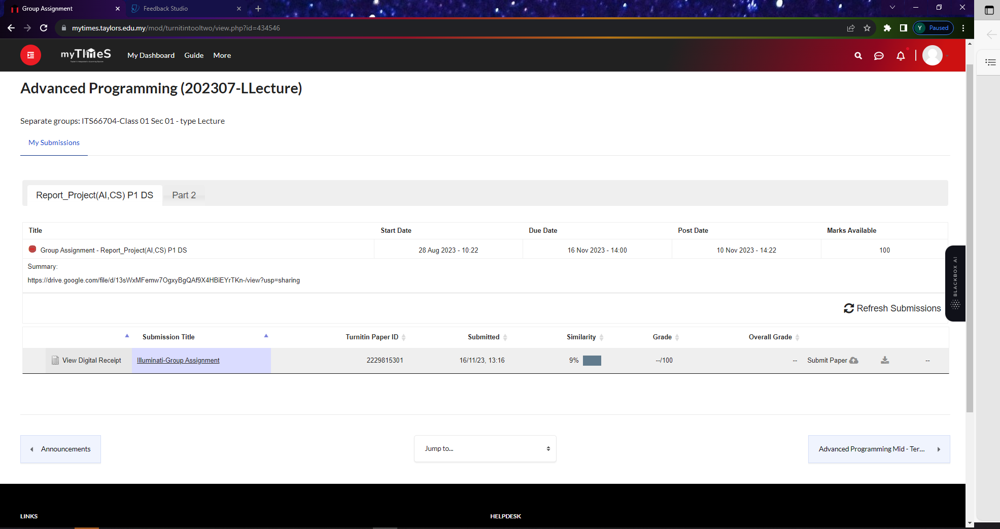 Group Assignment
Feedback Studio
mytimes.taylors.edu.my/mod/turnitintooltwo/view.php?id=434546
Y Paused
myTImeS
My Dashboard Guide More
Advanced Programming (202307-LLecture)
Separate groups: ITS66704-Class 01 Sec 01 - type Lecture
My Submissions
Report_Project(AI,CS) P1 DS Part 2
Title Start Date Due Date Post Date Marks Available
Group Assignment - Report_Project(AI,CS) P1 DS 28 Aug 2023 - 10:22 16 Nov 2023 - 14:00 10 Nov 2023 - 14:22 100
Summary:
https://drive.google.com/file/d/13sWxMFemw7OgxyBgQAf9X4HBiEYrTKn-/view?usp=sharing
BLACKBOX AI
Refresh Submissions
Submission Title Turnitin Paper ID Submitted Similarity Grade Overall Grade
View Digital Receipt Illuminati-Group Assignment 2229815301 16/11/23, 13:16 9% --/100 -- Submit Paper --
Announcements
Jump to...
Advanced Programming Mid - Ter...
LINKS
HELPDESK